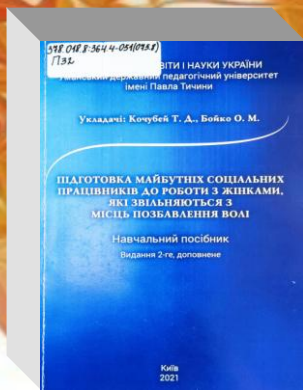 378.018.8:364.4-051(075.8)
П32
ВІТИ І НАУКИ УКРАЇНИ
державний педагогічний університет
імені Павла Тичини
Укладачі: Кочубей Т. Д., Бойко О. М.
ПІДГОТОВКА МАЙБУТНІХ СОЦІАЛЬНИХ
ПРАЦІВНИКІВ ДО РОБОТИ З ЖІНКАМИ,
ЯКІ ЗВІЛЬНЯЮТЬСЯ З
МІСЦЬ ПОЗБАВЛЕННЯ ВОЛІ
Навчальний посібник
Видання 2-ге, доповнене
Київ
2021